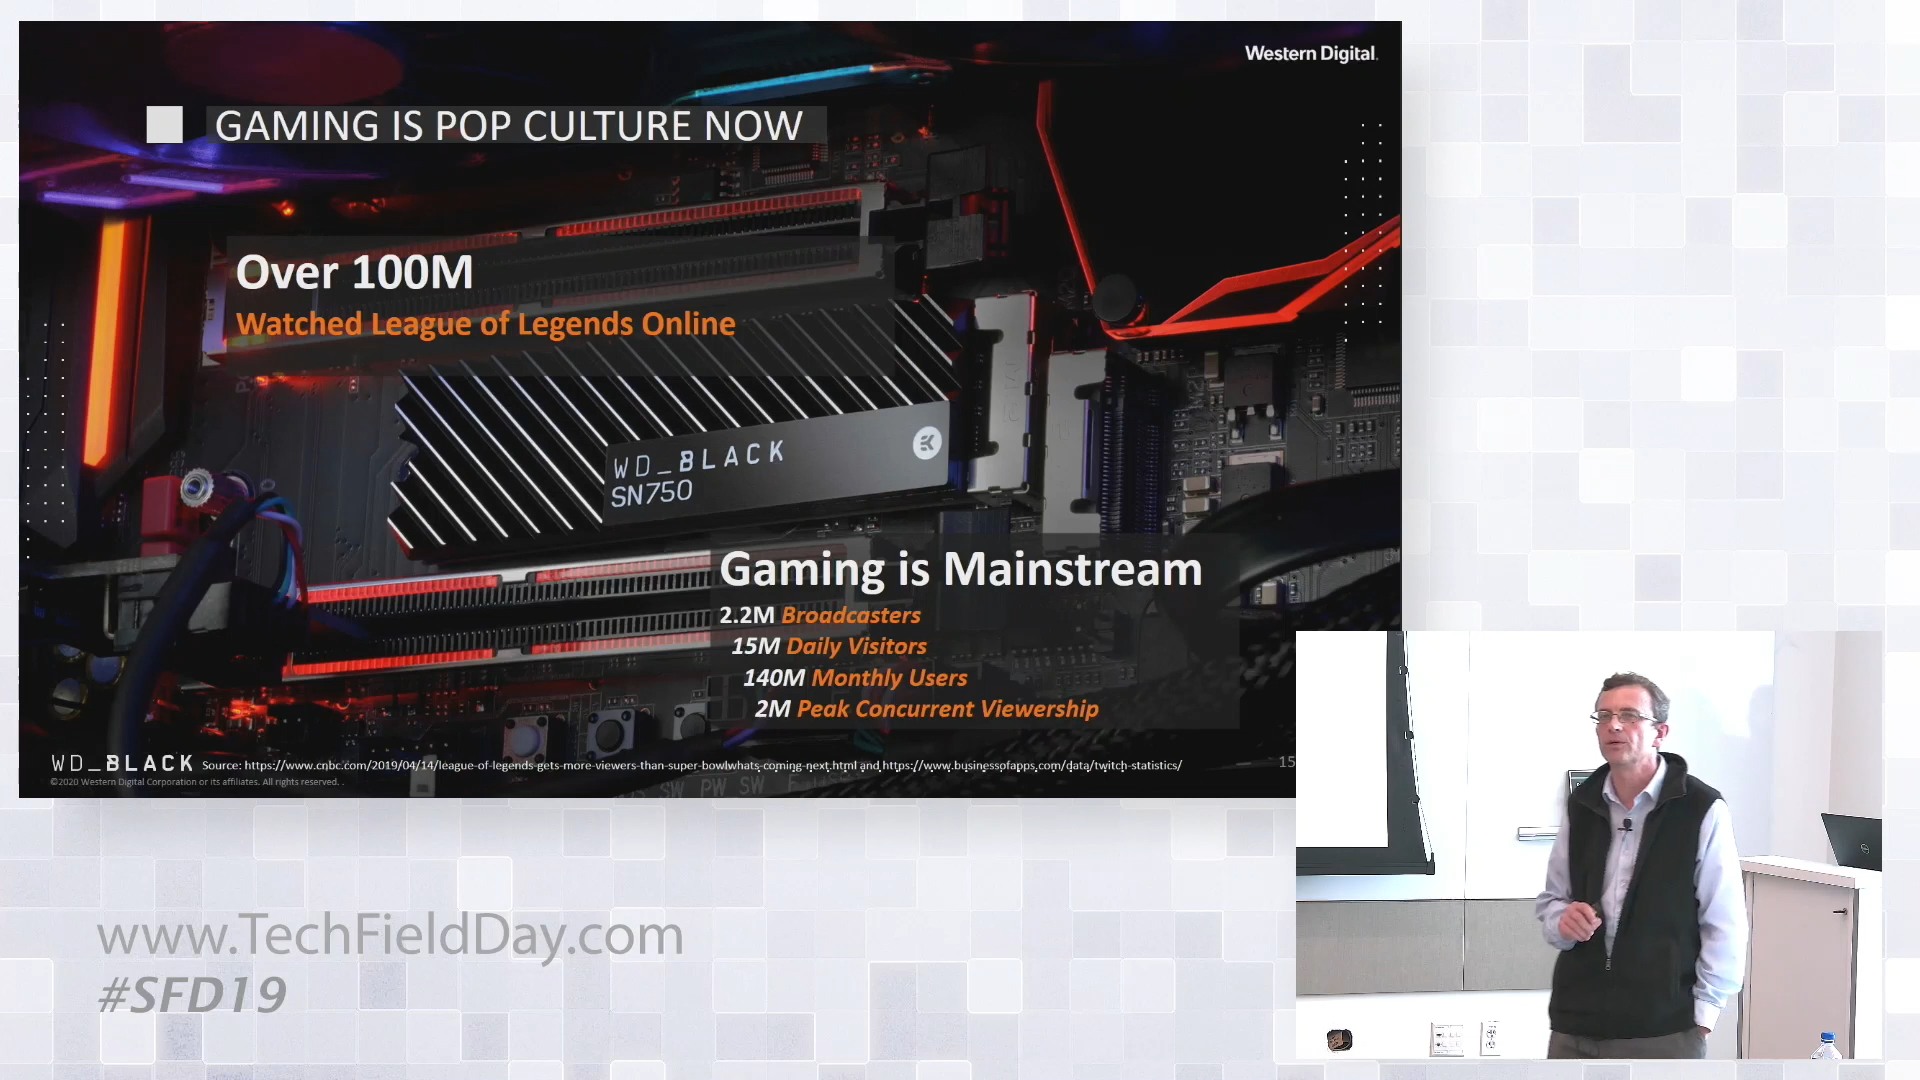 Western Digital.
GAMING IS POP CULTURE NOW
Over 100M
Watched League of Legends Online
WD_BLACK
SN750
Gaming is Mainstream
2.2M Broadcasters
15M Daily Visitors
140M Monthly Users
2M Peak Concurrent Viewership
WD_BLACK Source: https://www.cnbc.com/2019/04/14/league-of-legends-gets-more-viewers-than-super-bowlwhats-coming-next.html and https://www.businessofapps.com/data/twitch-statistics/
15
©2020 Western Digital Corporation or its affiliates. All rights reserved. .
SW PW SW
www.TechFieldDay.com
#SFD19